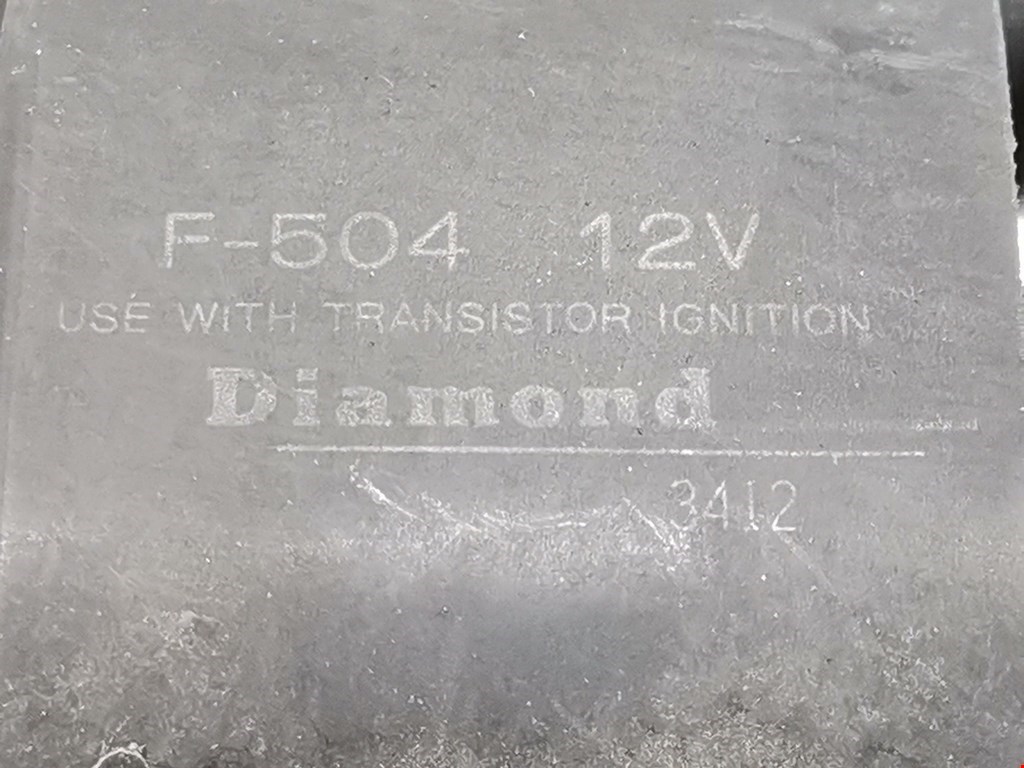 F-504 12V
USE WITH TRANSISTOR IGNITION
Diamond
3412